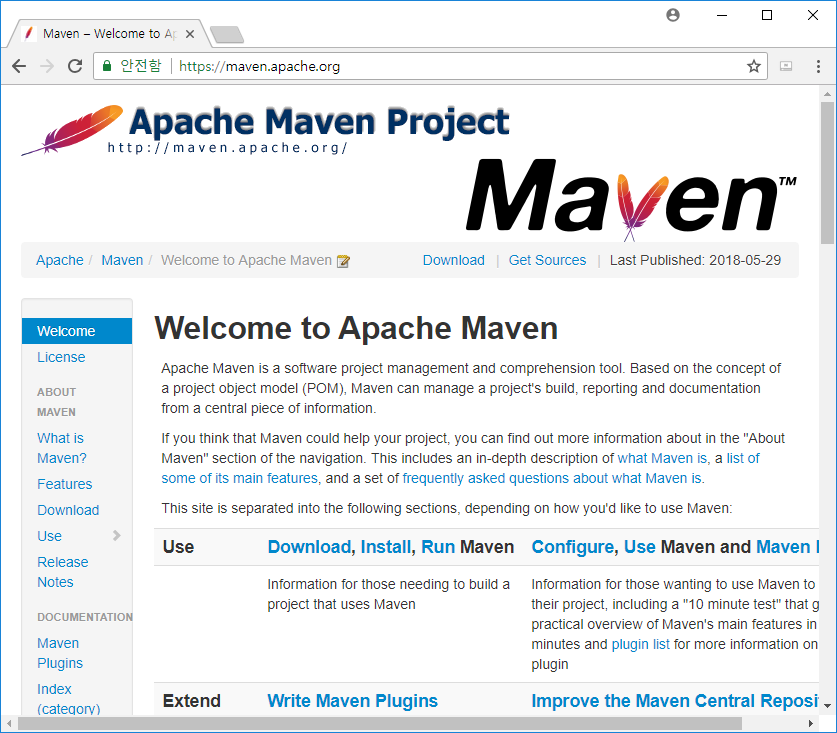 Maven – Welcome to Ap
안전함 https://maven.apache.org
Apache Maven Project
http://maven.apache.org/
Maven™
Apache / Maven / Welcome to Apache Maven Download | Get Sources | Last Published: 2018-05-29
Welcome
License
ABOUT
MAVEN
What is
Maven?
Features
Download
Use
Release
Notes
DOCUMENTATION
Maven
Plugins
Index
(category)
Welcome to Apache Maven
Apache Maven is a software project management and comprehension tool. Based on the concept of
a project object model (POM), Maven can manage a project's build, reporting and documentation
from a central piece of information.
If you think that Maven could help your project, you can find out more information about in the "About
Maven" section of the navigation. This includes an in-depth description of what Maven is, a list of
some of its main features, and a set of frequently asked questions about what Maven is.
This site is separated into the following sections, depending on how you'd like to use Maven:
Use Download, Install, Run Maven Configure, Use Maven and Maven
Information for those needing to build a
project that uses Maven
Information for those wanting to use Maven to
their project, including a "10 minute test" that g
practical overview of Maven's main features in
minutes and plugin list for more information on
plugin
Extend Write Maven Plugins Improve the Maven Central Reposi